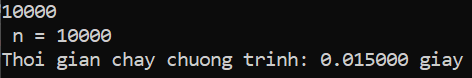 10000
n = 10000
Thoi gian chay chuong trinh: 0.015000 giay